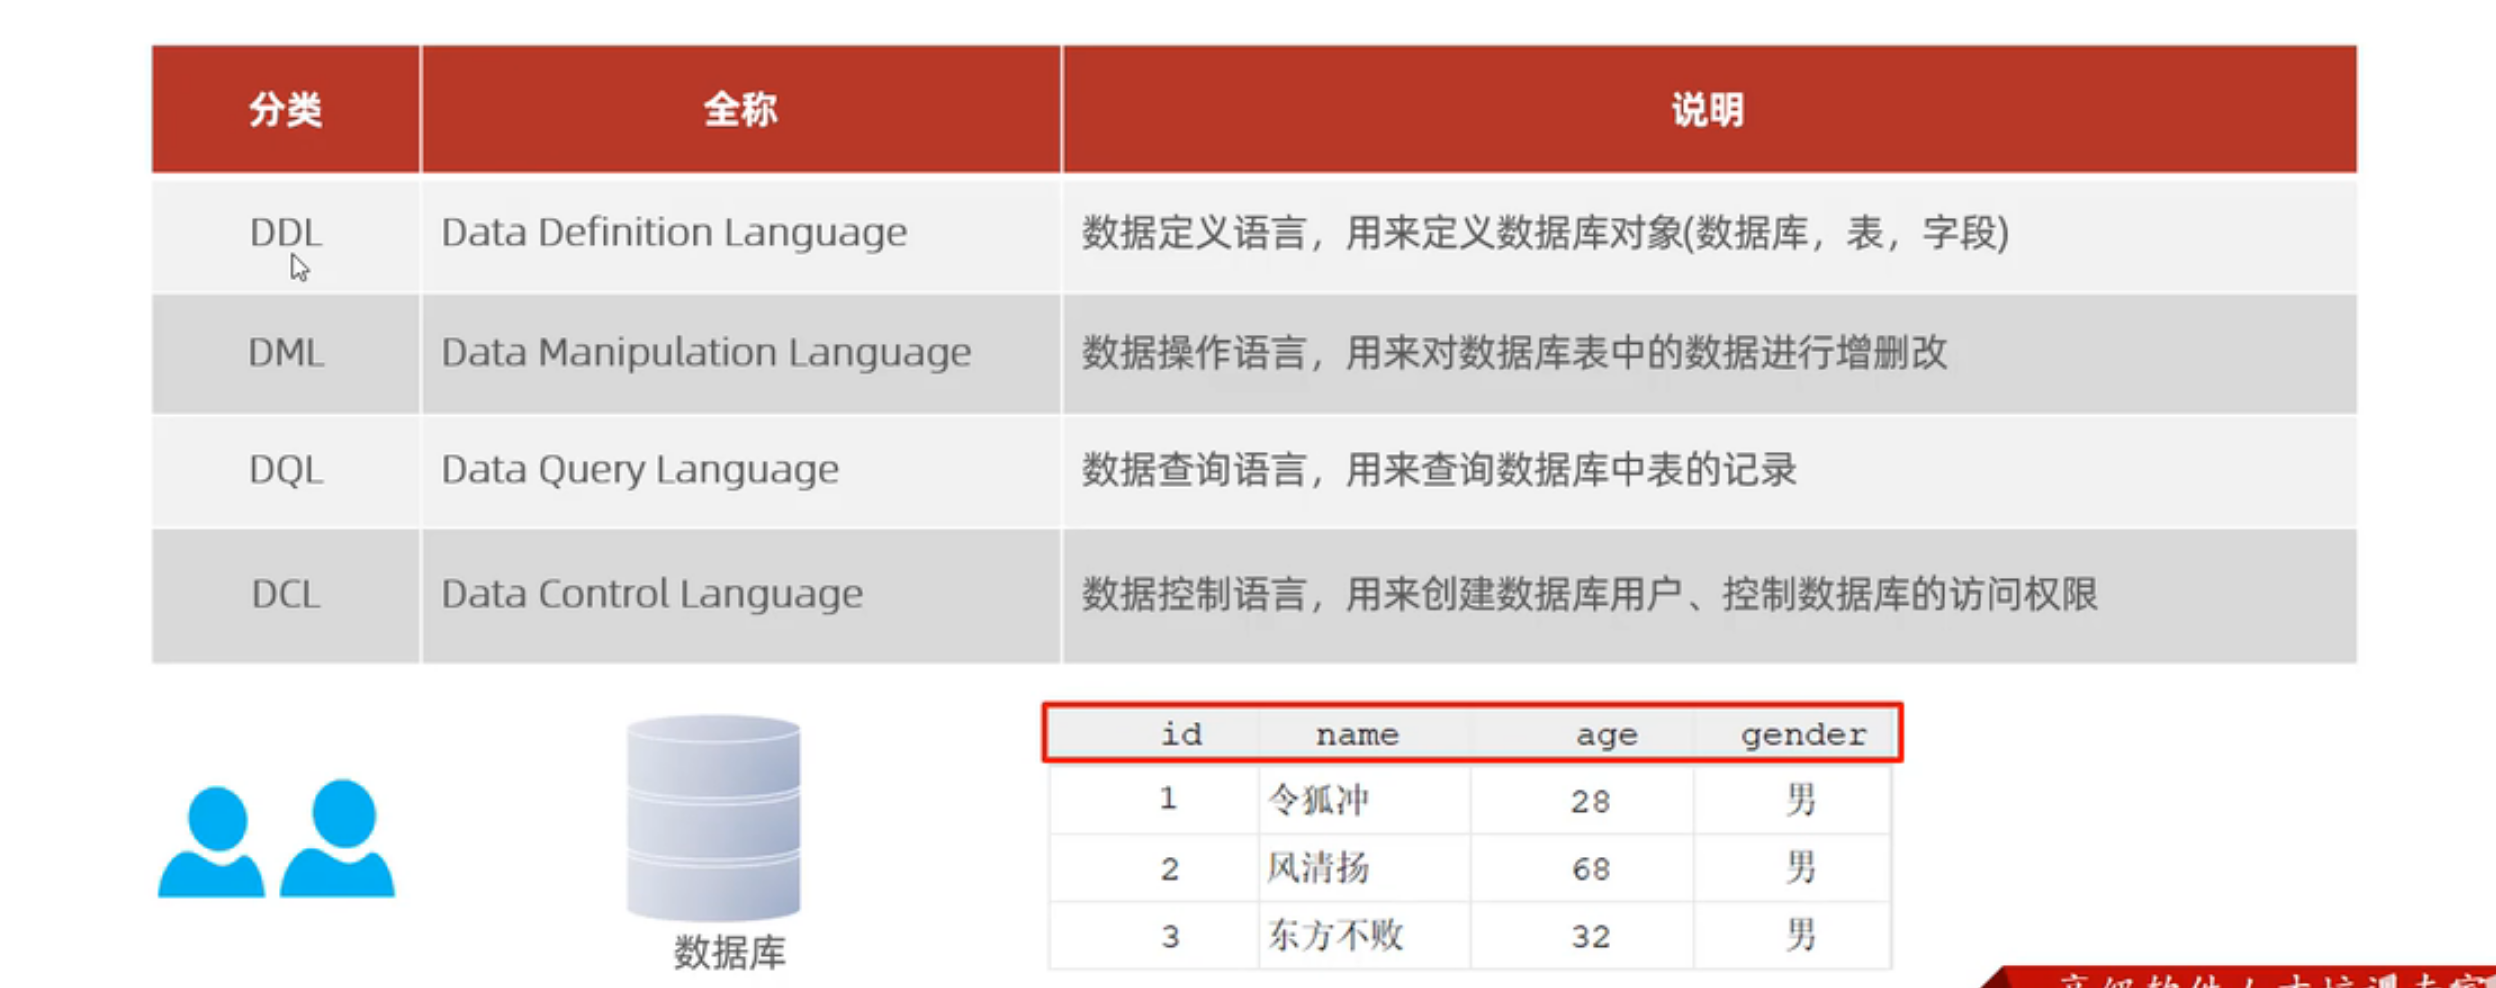 分类 全称 说明
DDL Data Definition Language 数据定义语言，用来定义数据库对象(数据库，表，字段)
DML Data Manipulation Language 数据操作语言，用来对数据库表中的数据进行增删改
DQL Data Query Language 数据查询语言，用来查询数据库中表的记录
DCL Data Control Language 数据控制语言，用来创建数据库用户、控制数据库的访问权限
id name age gender
1 令狐冲 28 男
2 风清扬 68 男
3 东方不败 32 男
数据库